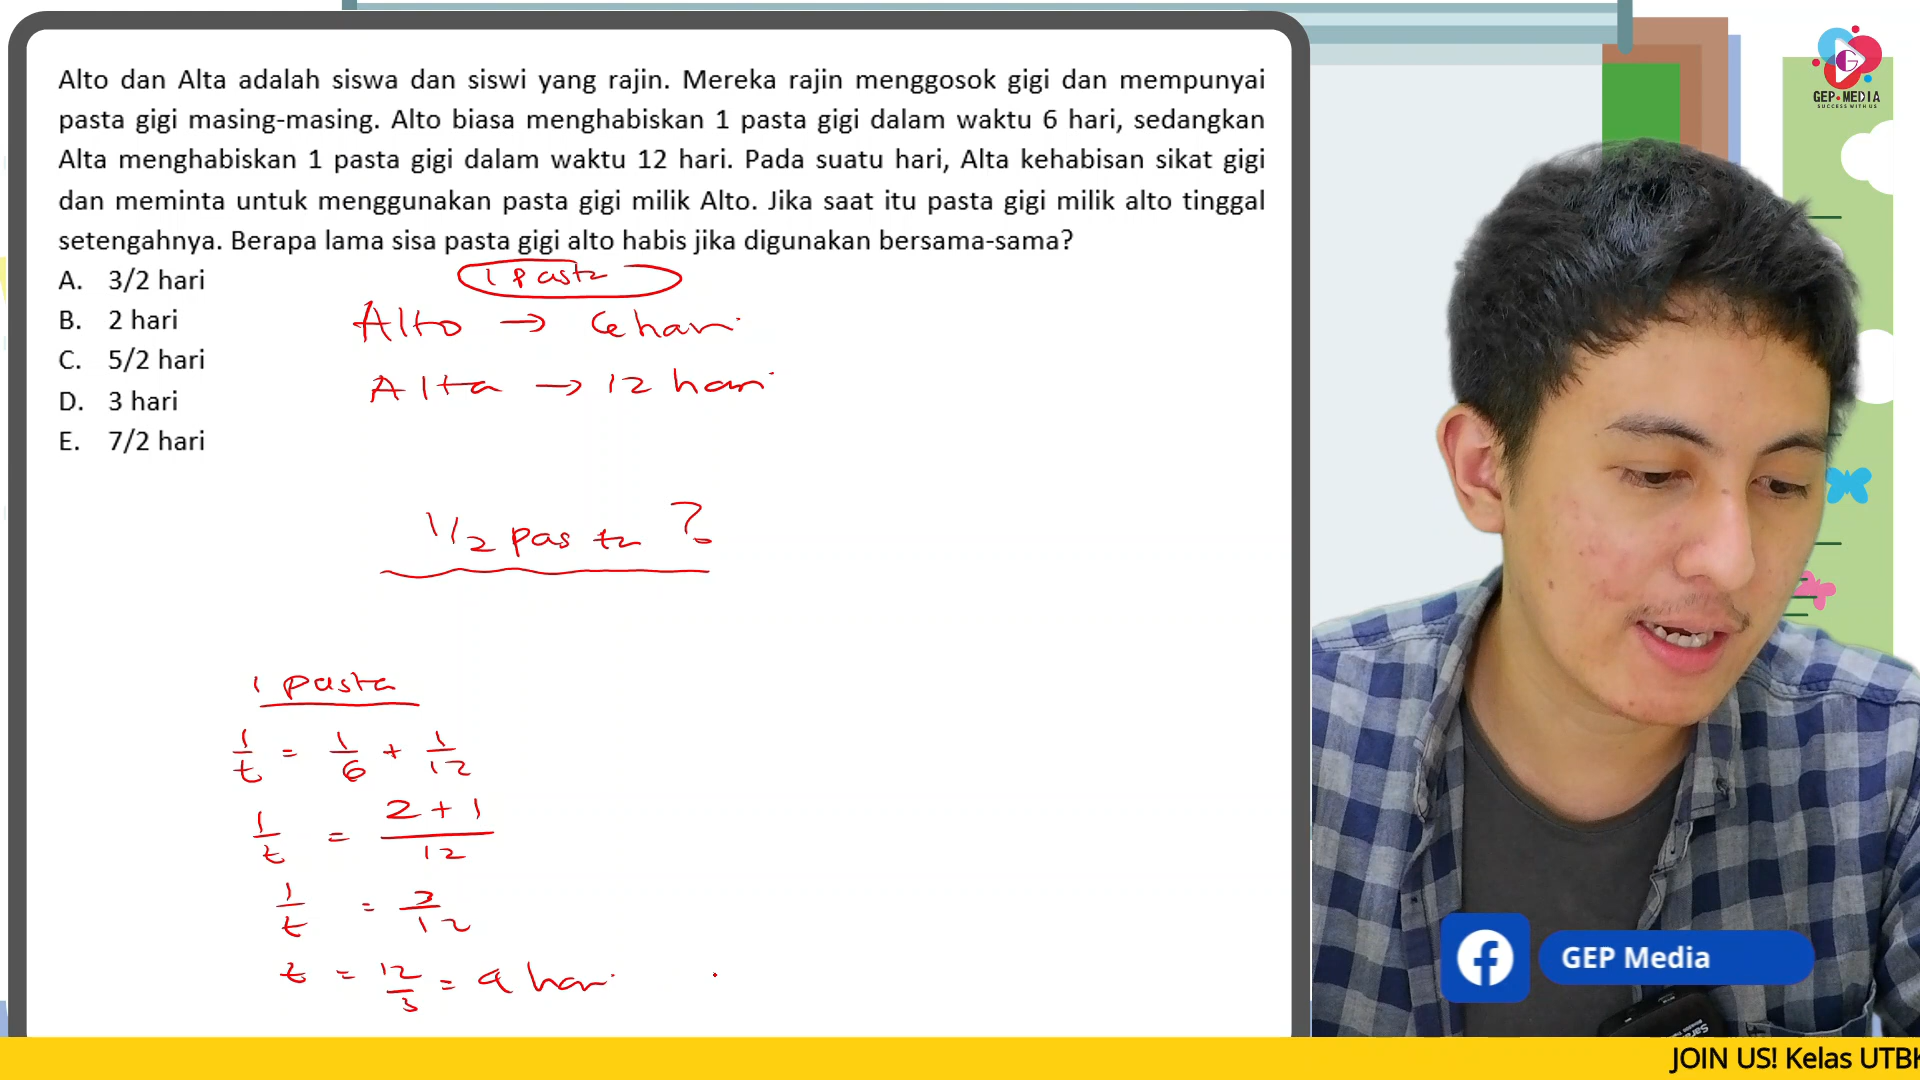 Alto dan Alta adalah siswa dan siswi yang rajin. Mereka rajin menggosok gigi dan mempunyai
pasta gigi masing-masing. Alto biasa menghabiskan 1 pasta gigi dalam waktu 6 hari, sedangkan
Alta menghabiskan 1 pasta gigi dalam waktu 12 hari. Pada suatu hari, Alta kehabisan sikat gigi
dan meminta untuk menggunakan pasta gigi milik Alto. Jika saat itu pasta gigi milik alto tinggal
setengahnya. Berapa lama sisa pasta gigi alto habis jika digunakan bersama-sama?
A. 3/2 hari
B. 2 hari
C. 5/2 hari
D. 3 hari
E. 7/2 hari
1 pasta
Alto → 6 hari
Alta → 12 hari
1/2 pasta ?
1 pasta
1/t = 1/6 + 1/12
1/t = (2 + 1)/12
1/t = 3/12
t = 12/3 = 4 hari
GEP MEDIA
SUCCESS WITH US
GEP Media
JOIN US! Kelas UTBK